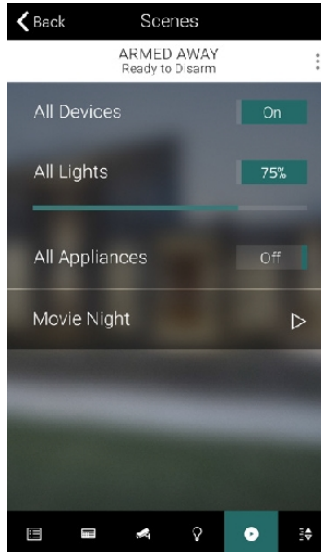 Back
Scenes
ARMED AWAY
Ready to Disarm
All Devices
On
All Lights
75%
All Appliances
Off
Movie Night